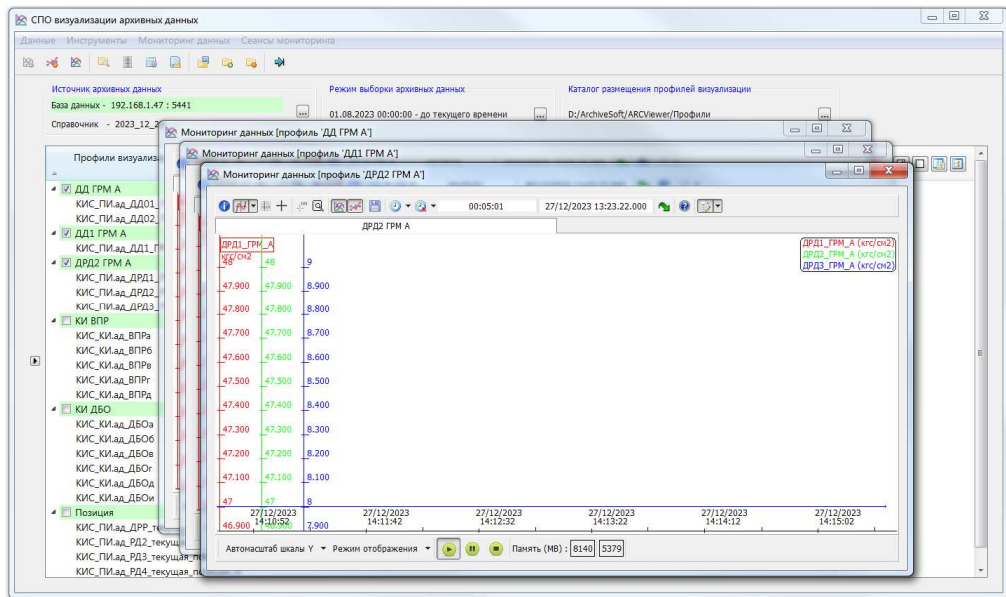 СПО визуализации архивных данных
Данные Инструменты Мониторинг данных Сеансы мониторинга
Источник архивных данных
Режим выборки архивных данных
Каталог размещения профилей визуализации
База данных - 192.168.1.47 : 5441
...
01.08.2023 00:00:00 - до текущего времени
...
D:/ArchiveSoft/ARCViewer/Профили
...
Справочник - 2023_12_2
Мониторинг данных [профиль 'ДД ГРМ А']
Мониторинг данных [профиль 'ДД1 ГРМ А']
Мониторинг данных [профиль 'ДРД2 ГРМ А']
Профили визуализ
ДД ГРМ А
КИС_ПИ.ад_ДД01_
КИС_ПИ.ад_ДД02_
ДД1 ГРМ А
КИС_ПИ.ад_ДД1_Г
ДРД2 ГРМ А
КИС_ПИ.ад_ДРД1_
КИС_ПИ.ад_ДРД2_
КИС_ПИ.ад_ДРД3_
КИ ВПР
КИС_КИ.ад_ВПРа
КИС_КИ.ад_ВПРб
КИС_КИ.ад_ВПРв
КИС_КИ.ад_ВПРг
КИС_КИ.ад_ВПРд
КИ ДБО
КИС_КИ.ад_ДБОа
КИС_КИ.ад_ДБОб
КИС_КИ.ад_ДБОв
КИС_КИ.ад_ДБОг
КИС_КИ.ад_ДБОд
КИС_КИ.ад_ДБОи
Позиция
КИС_ПИ.ад_ДРР_те
КИС_ПИ.ад_РД2_текущ
КИС_ПИ.ад_РД3_текущая_по
КИС_ПИ.ад_РД4_текущая_
00:05:01 27/12/2023 13:23.22.000
ДРД2 ГРМ А
ДРД1_ГРМ_А
кгс/см2
ДРД1_ГРМ_А (кгс/см2)
ДРД2_ГРМ_А (кгс/см2)
ДРД3_ГРМ_А (кгс/см2)
48 48 9
47.900 47.900 8.900
47.800 47.800 8.800
47.700 47.700 8.700
47.600 47.600 8.600
47.500 47.500 8.500
47.400 47.400 8.400
47.300 47.300 8.300
47.200 47.200 8.200
47.100 47.100 8.100
47 47 8
46.900 46.900 7.900
27/12/2023 27/12/2023 27/12/2023 27/12/2023 27/12/2023 27/12/2023
14:10:52 14:11:42 14:12:32 14:13:22 14:14:12 14:15:02
Автомасштаб шкалы Y Режим отображения Память (МВ) : 8140 5379